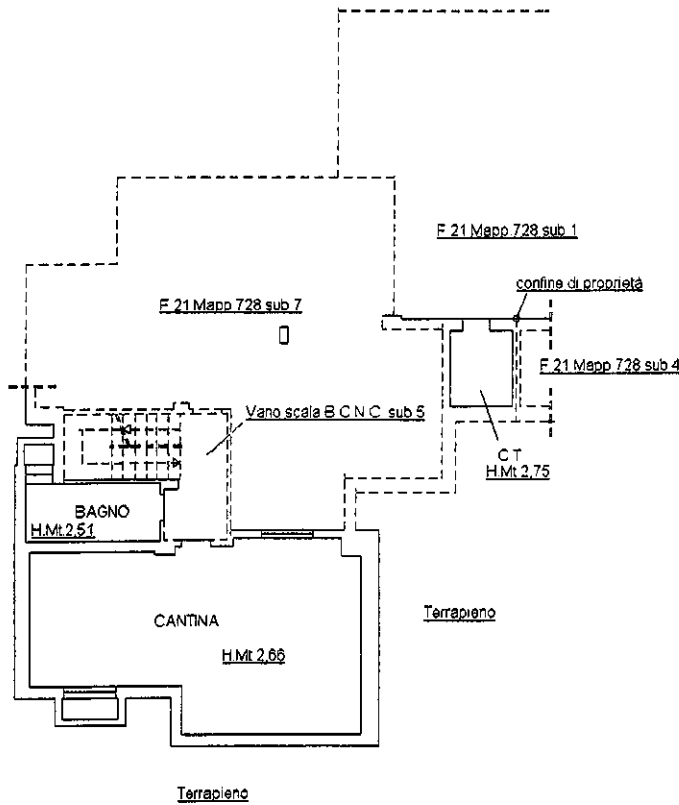 F 21 Mapp.728 sub 1
confine di proprietà
F 21 Mapp 728 sub 7
F 21 Mapp 728 sub 4
Vano scala B C N C sub 5
C T
H.Mt 2,75
BAGNO
H.Mt.2,51
CANTINA
Terrapieno
H.Mt 2,66
Terrapieno